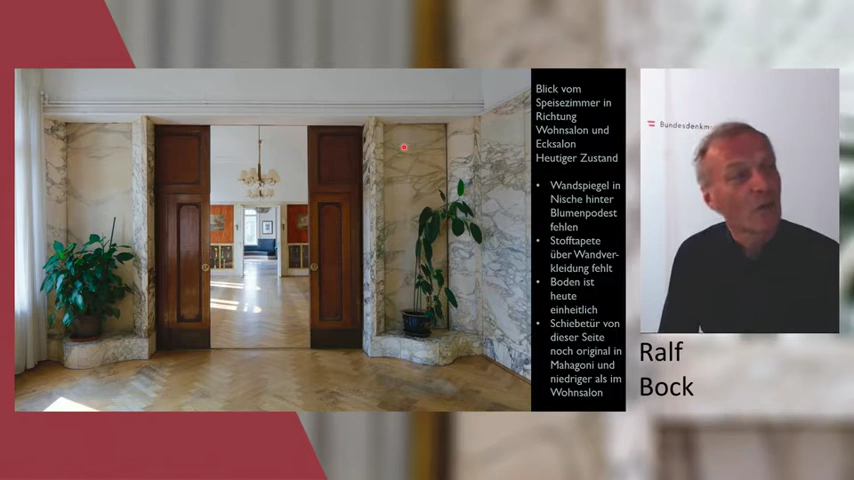 Blick vom
Speisezimmer in
Richtung
Wohnsalon und
Ecksalon
Heutiger Zustand
• Wandspiegel in
Nische hinter
Blumenpodest
fehlen
• Stofftapete
über Wandver-
kleidung fehlt
• Boden ist
heute
einheitlich
• Schiebetür von
dieser Seite
noch original in
Mahagoni und
niedriger als im
Wohnsalon
Ralf
Bock